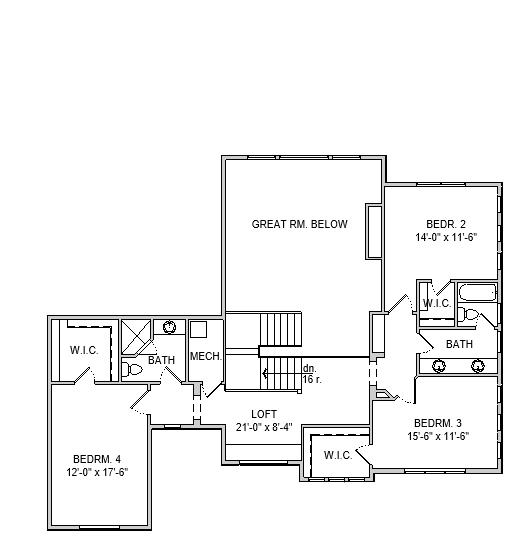 GREAT RM. BELOW
BEDR. 2
14'-0" x 11'-6"
W.I.C.
BATH
W.I.C.
BATH
MECH.
dn.
16 r.
LOFT
21'-0" x 8'-4"
BEDRM. 3
15'-6" x 11'-6"
W.I.C.
BEDRM. 4
12'-0" x 17'-6"